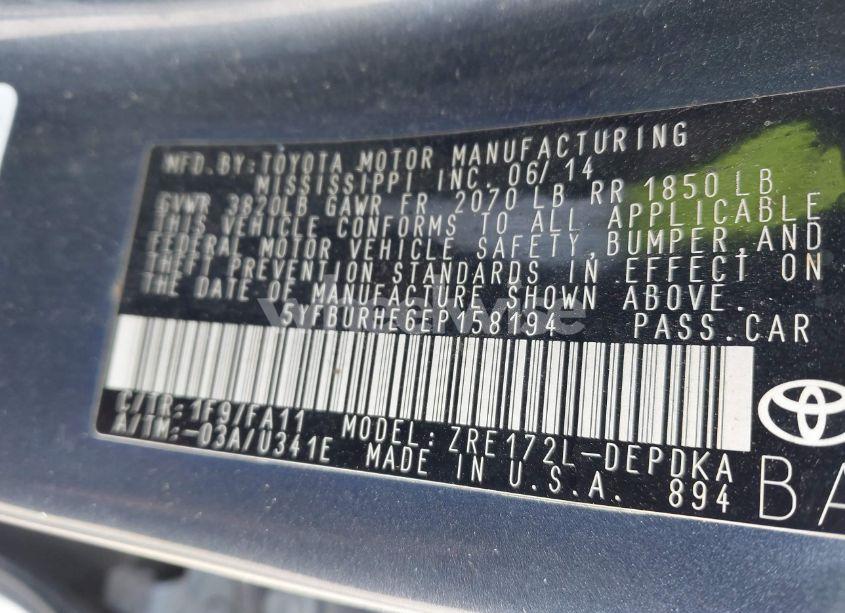 MFD.BY:TOYOTA MOTOR MANUFACTURING
MISSISSIPPI INC. 06/14
GVWR 3820LB GAWR FR 2070 LB RR 1850 LB
THIS VEHICLE CONFORMS TO ALL APPLICABLE
FEDERAL MOTOR VEHICLE SAFETY,BUMPER,AND
THEFT PREVENTION STANDARDS IN EFFECT ON
THE DATE OF MANUFACTURE SHOWN ABOVE.
5YFBURHE6EP158194 PASS.CAR
C/TR:1F9/FA11 MODEL:ZRE172L-DEPDKA
A/TM:-03A/U341E MADE IN U.S.A. 894
BA